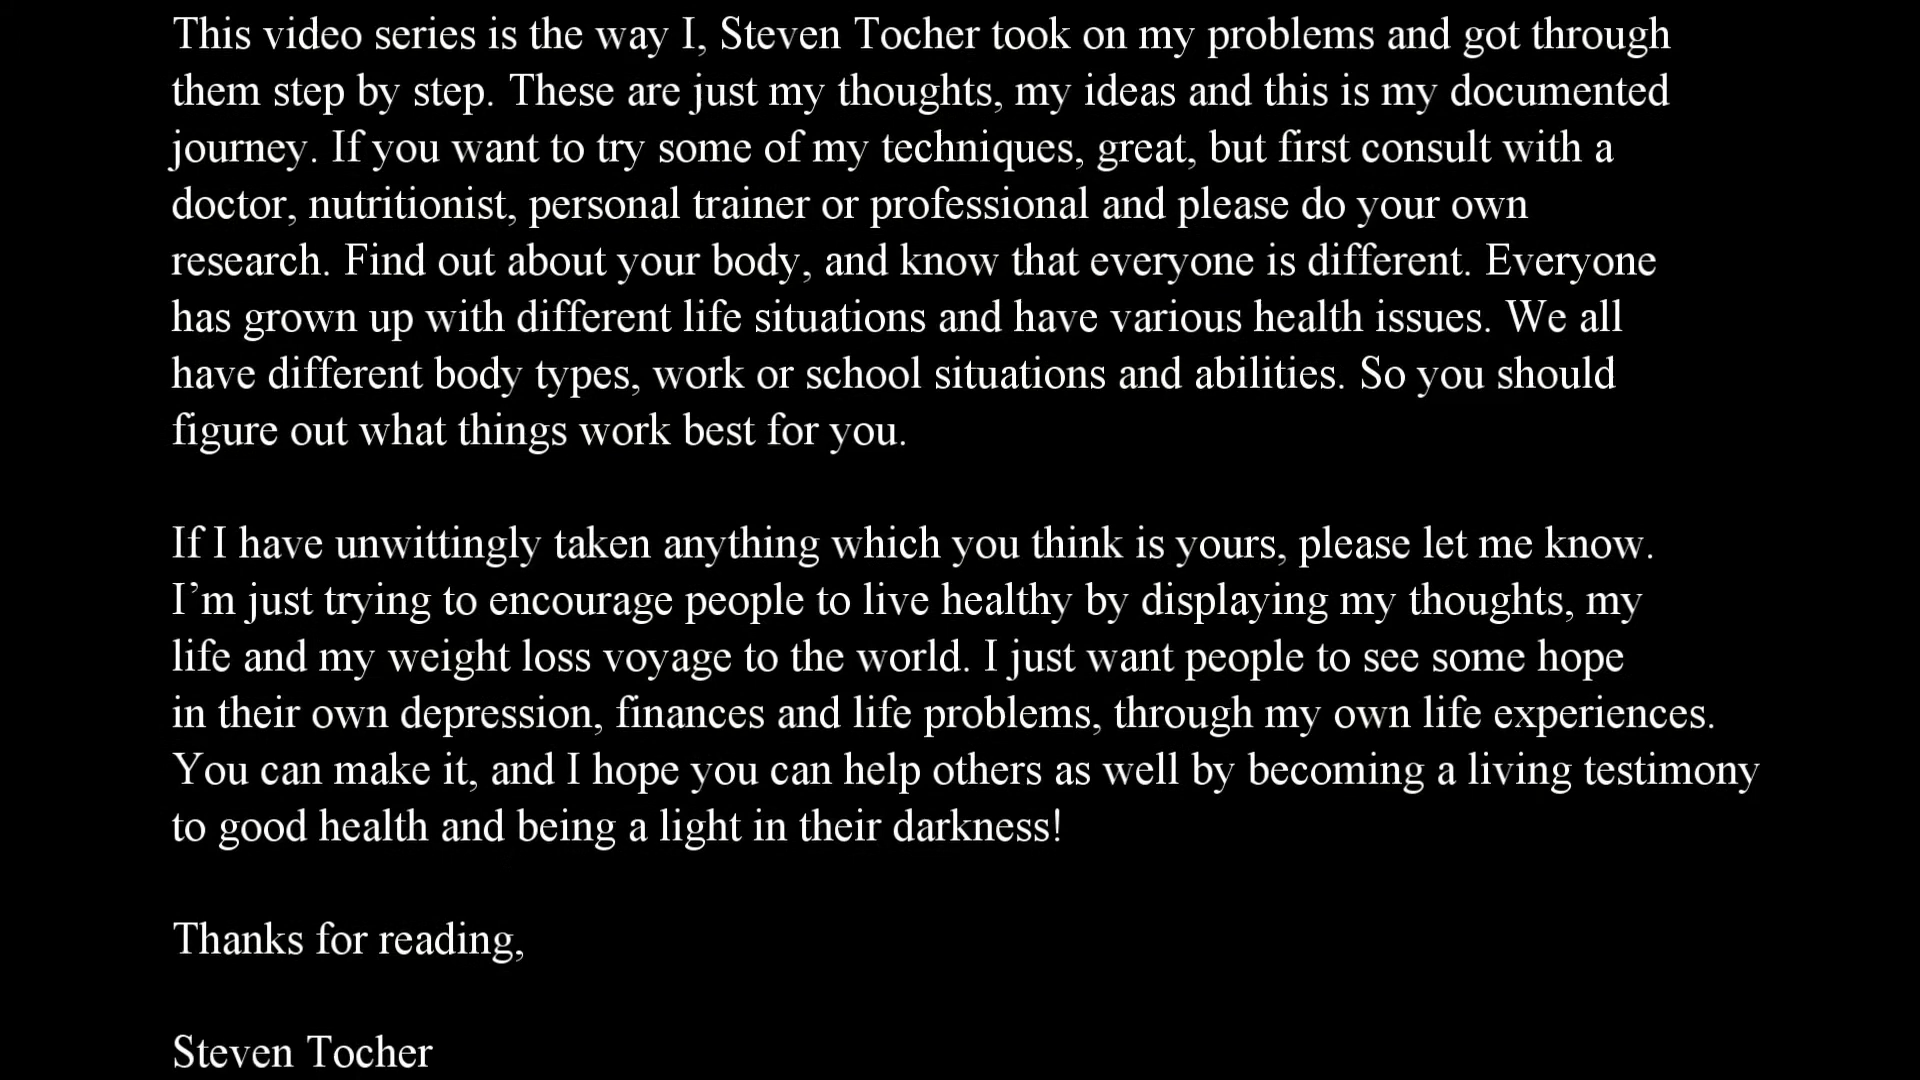 This video series is the way I, Steven Tocher took on my problems and got through
them step by step. These are just my thoughts, my ideas and this is my documented
journey. If you want to try some of my techniques, great, but first consult with a
doctor, nutritionist, personal trainer or professional and please do your own
research. Find out about your body, and know that everyone is different. Everyone
has grown up with different life situations and have various health issues. We all
have different body types, work or school situations and abilities. So you should
figure out what things work best for you.
If I have unwittingly taken anything which you think is yours, please let me know.
I’m just trying to encourage people to live healthy by displaying my thoughts, my
life and my weight loss voyage to the world. I just want people to see some hope
in their own depression, finances and life problems, through my own life experiences.
You can make it, and I hope you can help others as well by becoming a living testimony
to good health and being a light in their darkness!
Thanks for reading,
Steven Tocher